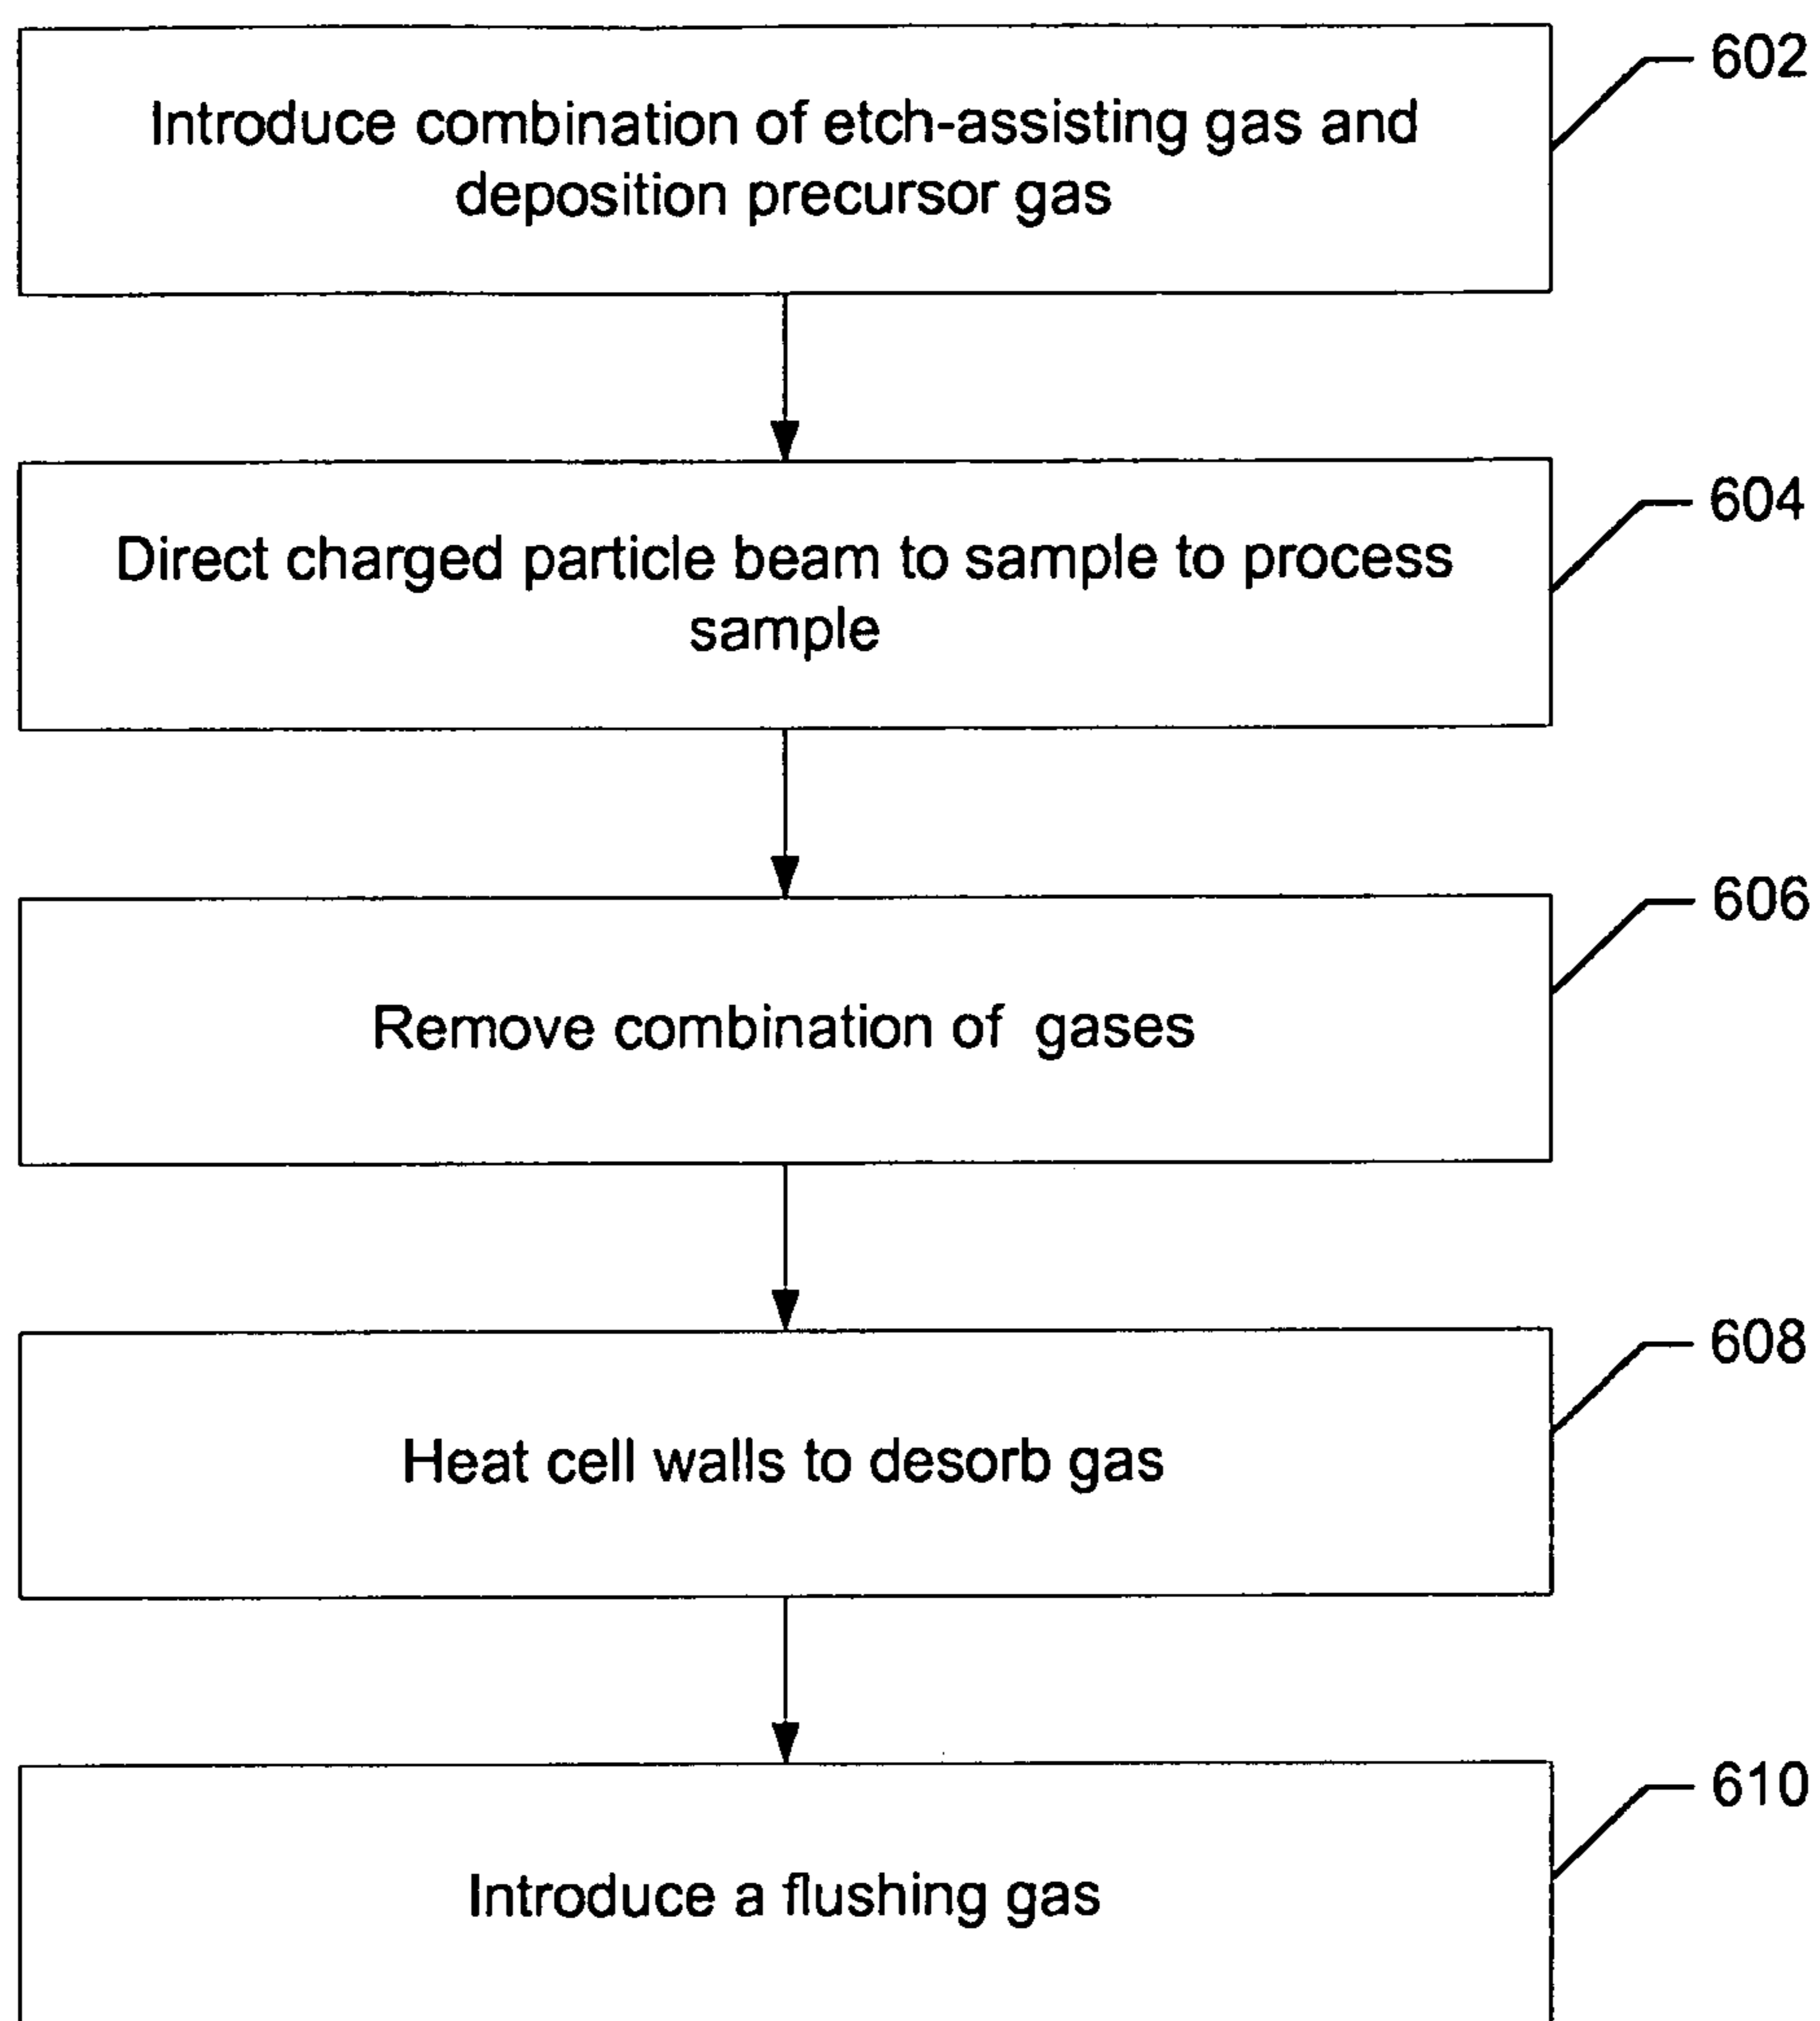 Introduce combination of etch-assisting gas and
deposition precursor gas
602
Direct charged particle beam to sample to process
sample
604
Remove combination of gases
606
Heat cell walls to desorb gas
608
Introduce a flushing gas
610